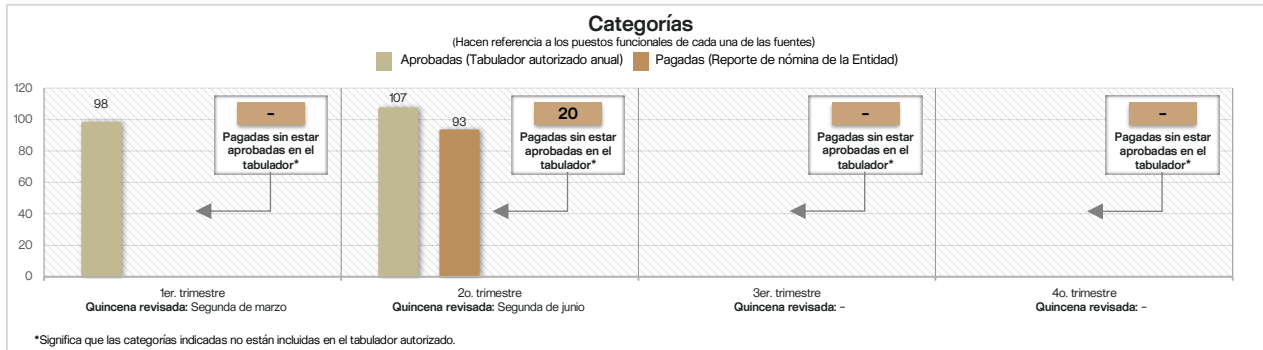 Categorías
(Hacen referencia a los puestos funcionales de cada una de las fuentes)
Aprobadas (Tabulador autorizado anual)
Pagadas (Reporte de nómina de la Entidad)
120
100
80
60
40
20
0
98
-
Pagadas sin estar
aprobadas en el
tabulador*
107
93
20
Pagadas sin estar
aprobadas en el
tabulador*
-
Pagadas sin estar
aprobadas en el
tabulador*
-
Pagadas sin estar
aprobadas en el
tabulador*
1er. trimestre
Quincena revisada: Segunda de marzo
2o. trimestre
Quincena revisada: Segunda de junio
3er. trimestre
Quincena revisada: -
4o. trimestre
Quincena revisada: -
*Significa que las categorías indicadas no están incluidas en el tabulador autorizado.